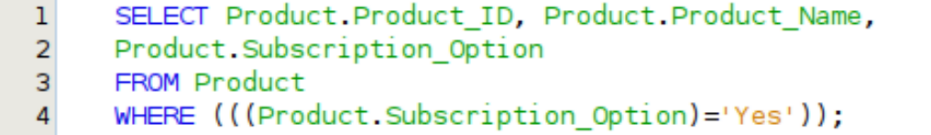 1 SELECT Product.Product_ID, Product.Product_Name,
2 Product.Subscription_Option
3 FROM Product
4 WHERE (((Product.Subscription_Option)='Yes'));